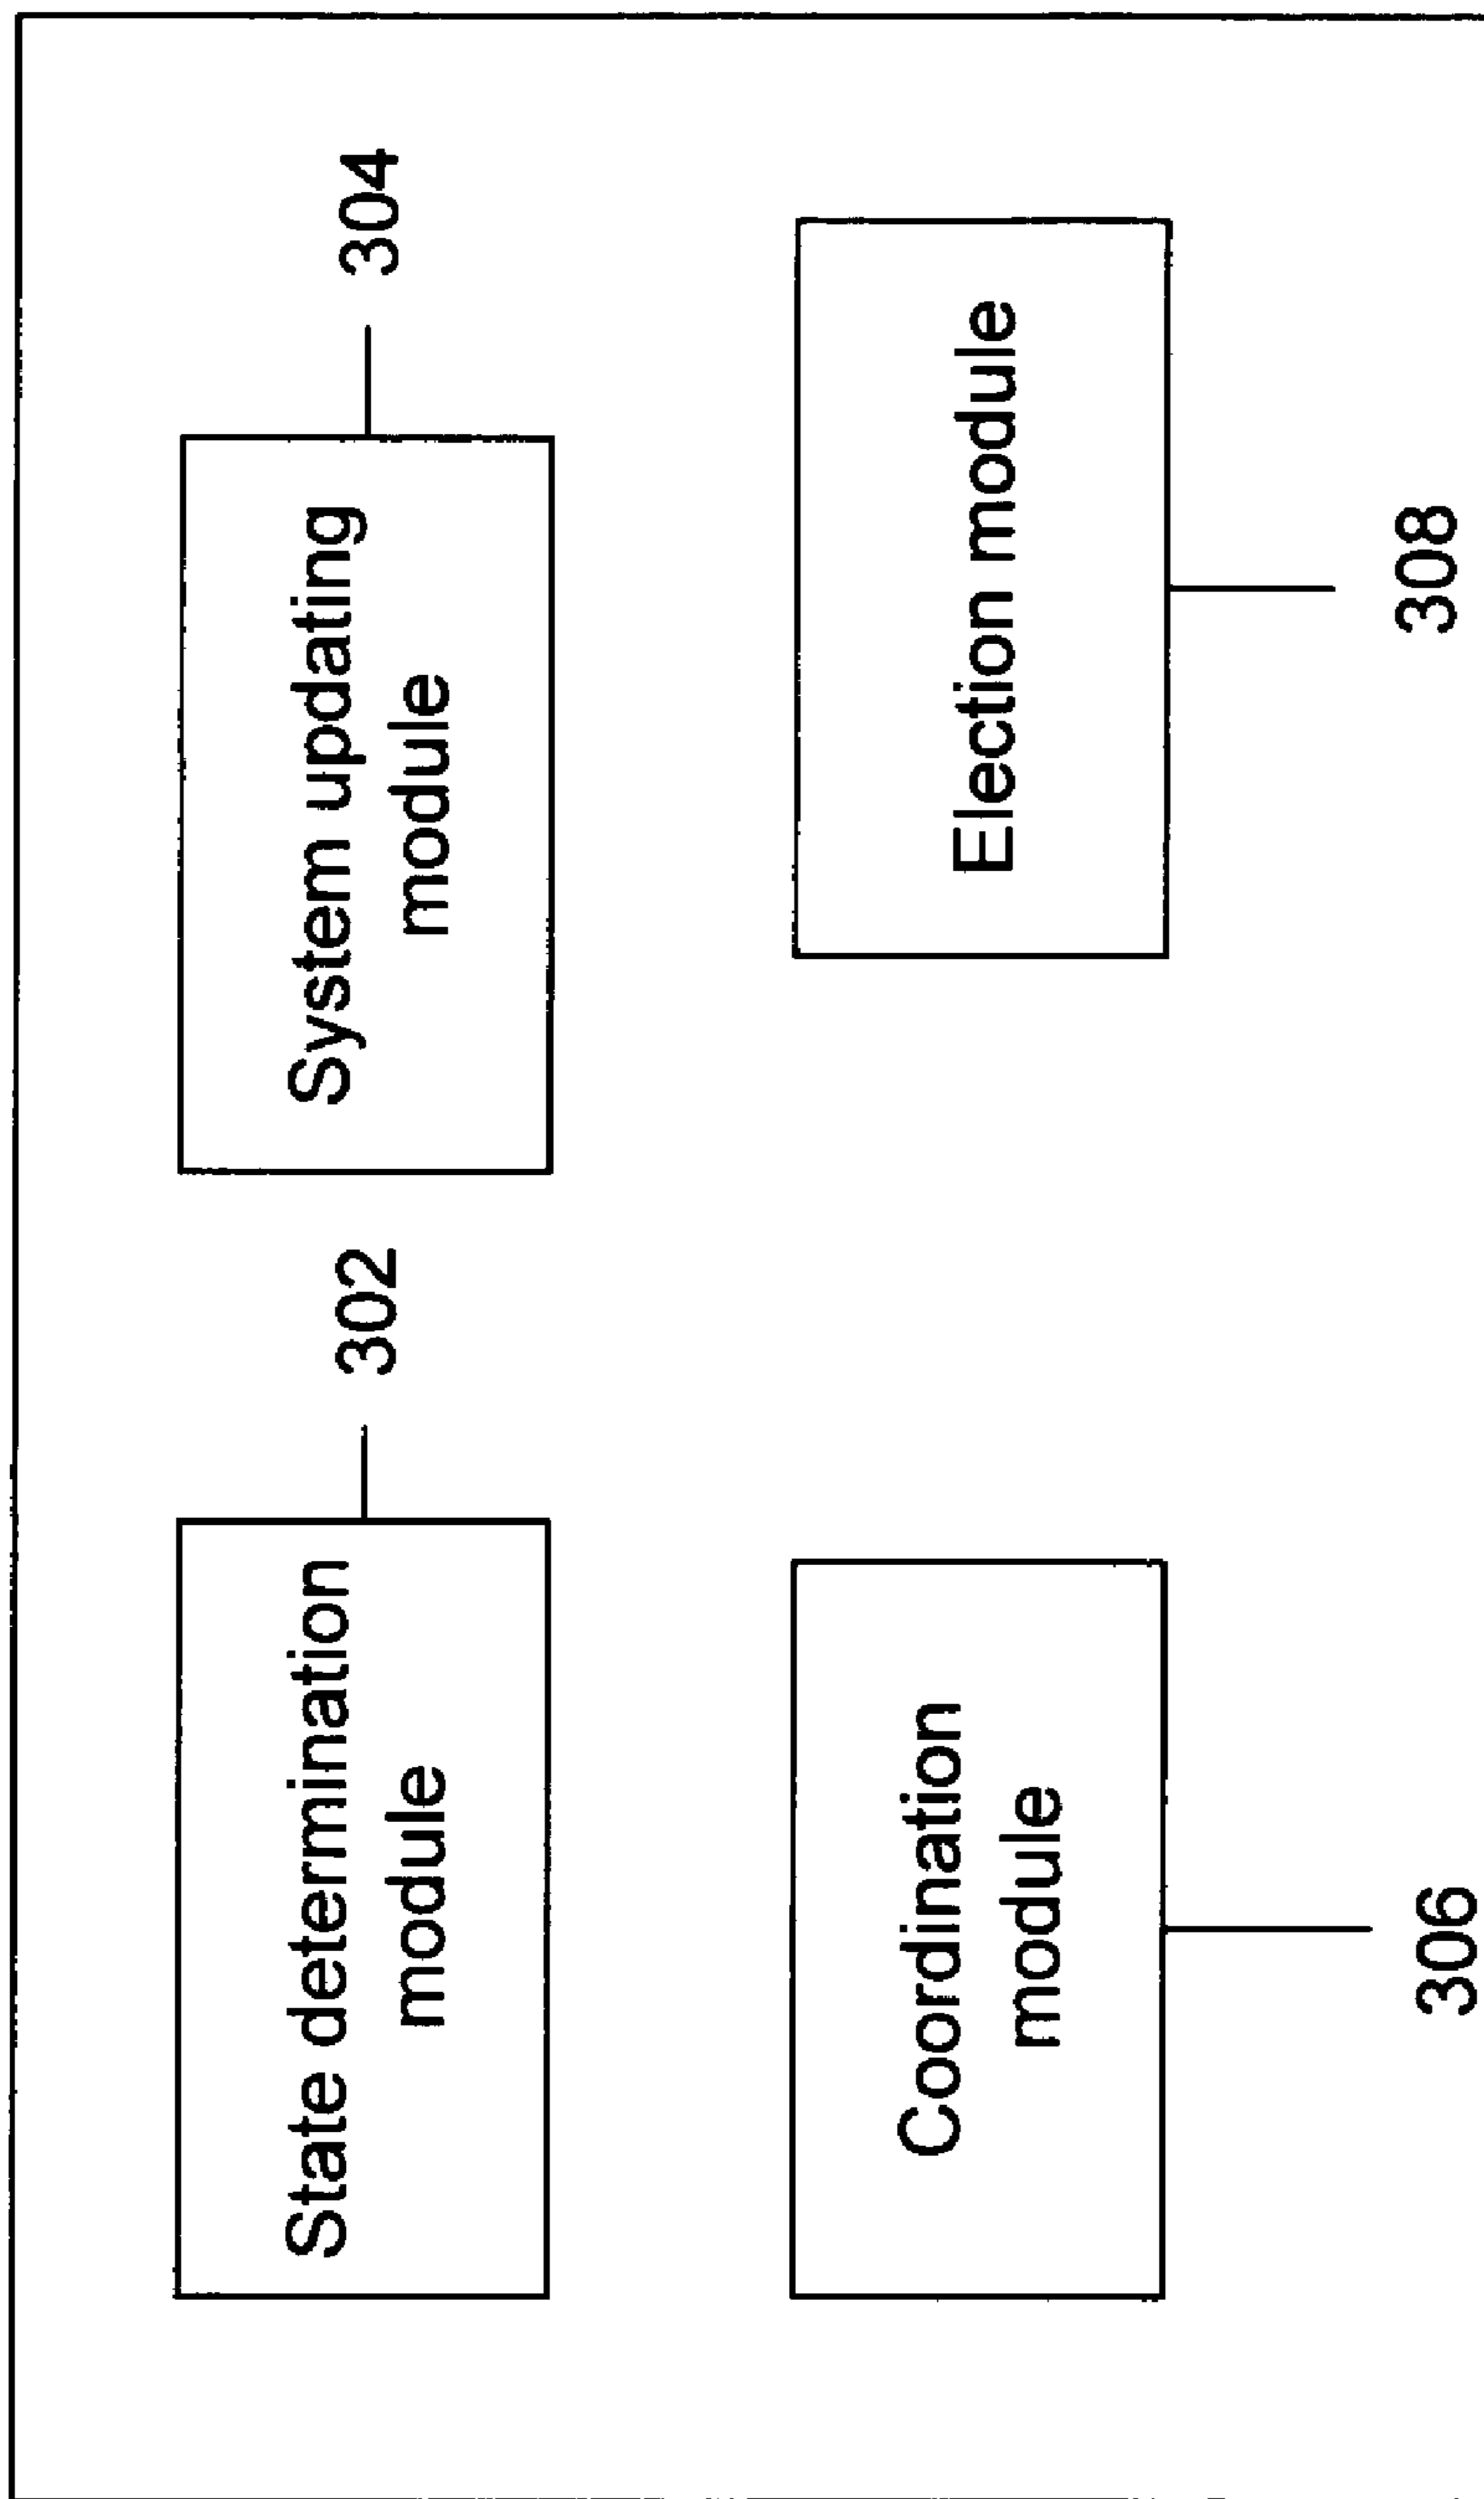 State determination
module
302
System updating
module
304
Coordination
module
306
Election module
308